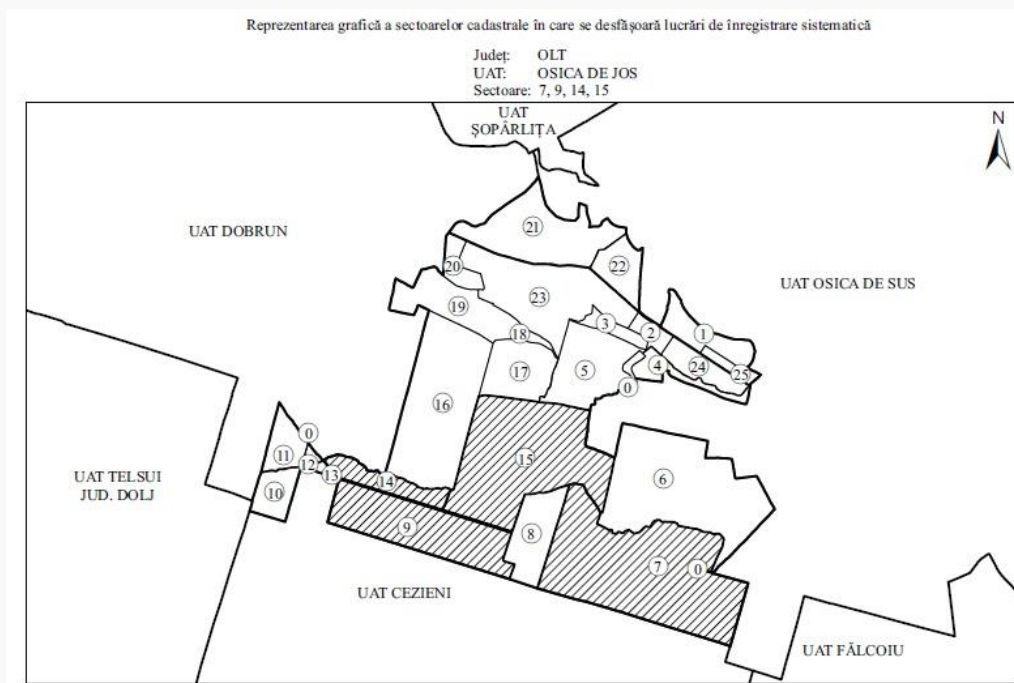 Reprezentarea grafică a sectoarelor cadastrale în care se desfășoară lucrări de înregistrare sistematică
Județ: OLT
UAT: OSICA DE JOS
Sectoare: 7, 9, 14, 15
UAT
ȘOPÂRLIȚA
N
21
UAT DOBRUN
22
20
UAT OSICA DE SUS
23
19
3
2
1
18
4
24
25
17
5
0
16
0
11
12
13
15
6
UAT TELSUI
JUD. DOLJ
10
14
9
8
7
0
UAT CEZIENI
UAT FĂLCOIU